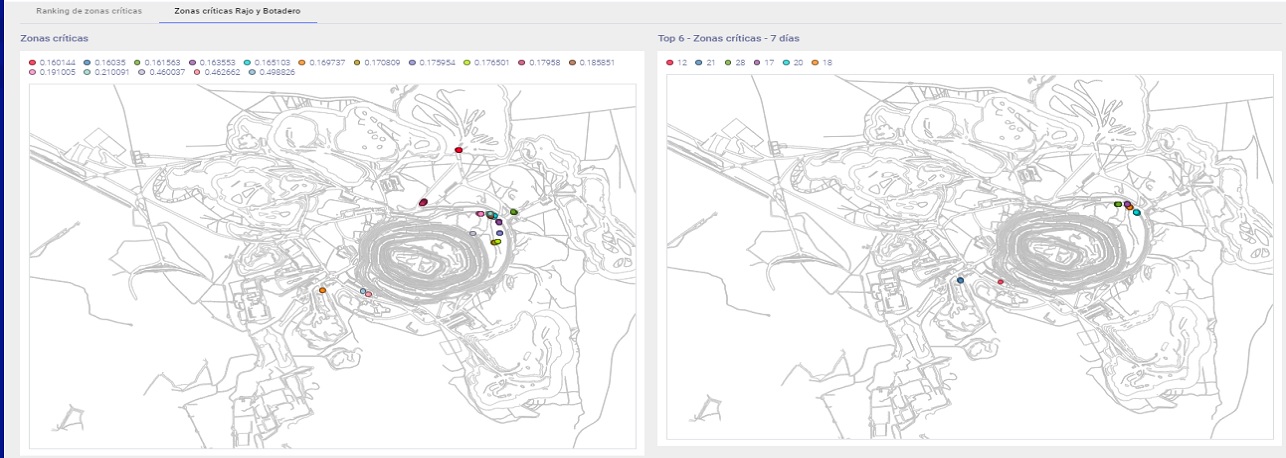 Ranking de zonas críticas Zonas críticas Rajo y Botadero
Zonas críticas
0.160144 0.16035 0.161563 0.163553 0.165103 0.169737 0.170809 0.175954 0.176501 0.17958 0.185851
0.191005 0.210091 0.460037 0.462662 0.498826
Top 6 - Zonas críticas - 7 días
12 21 28 17 20 18